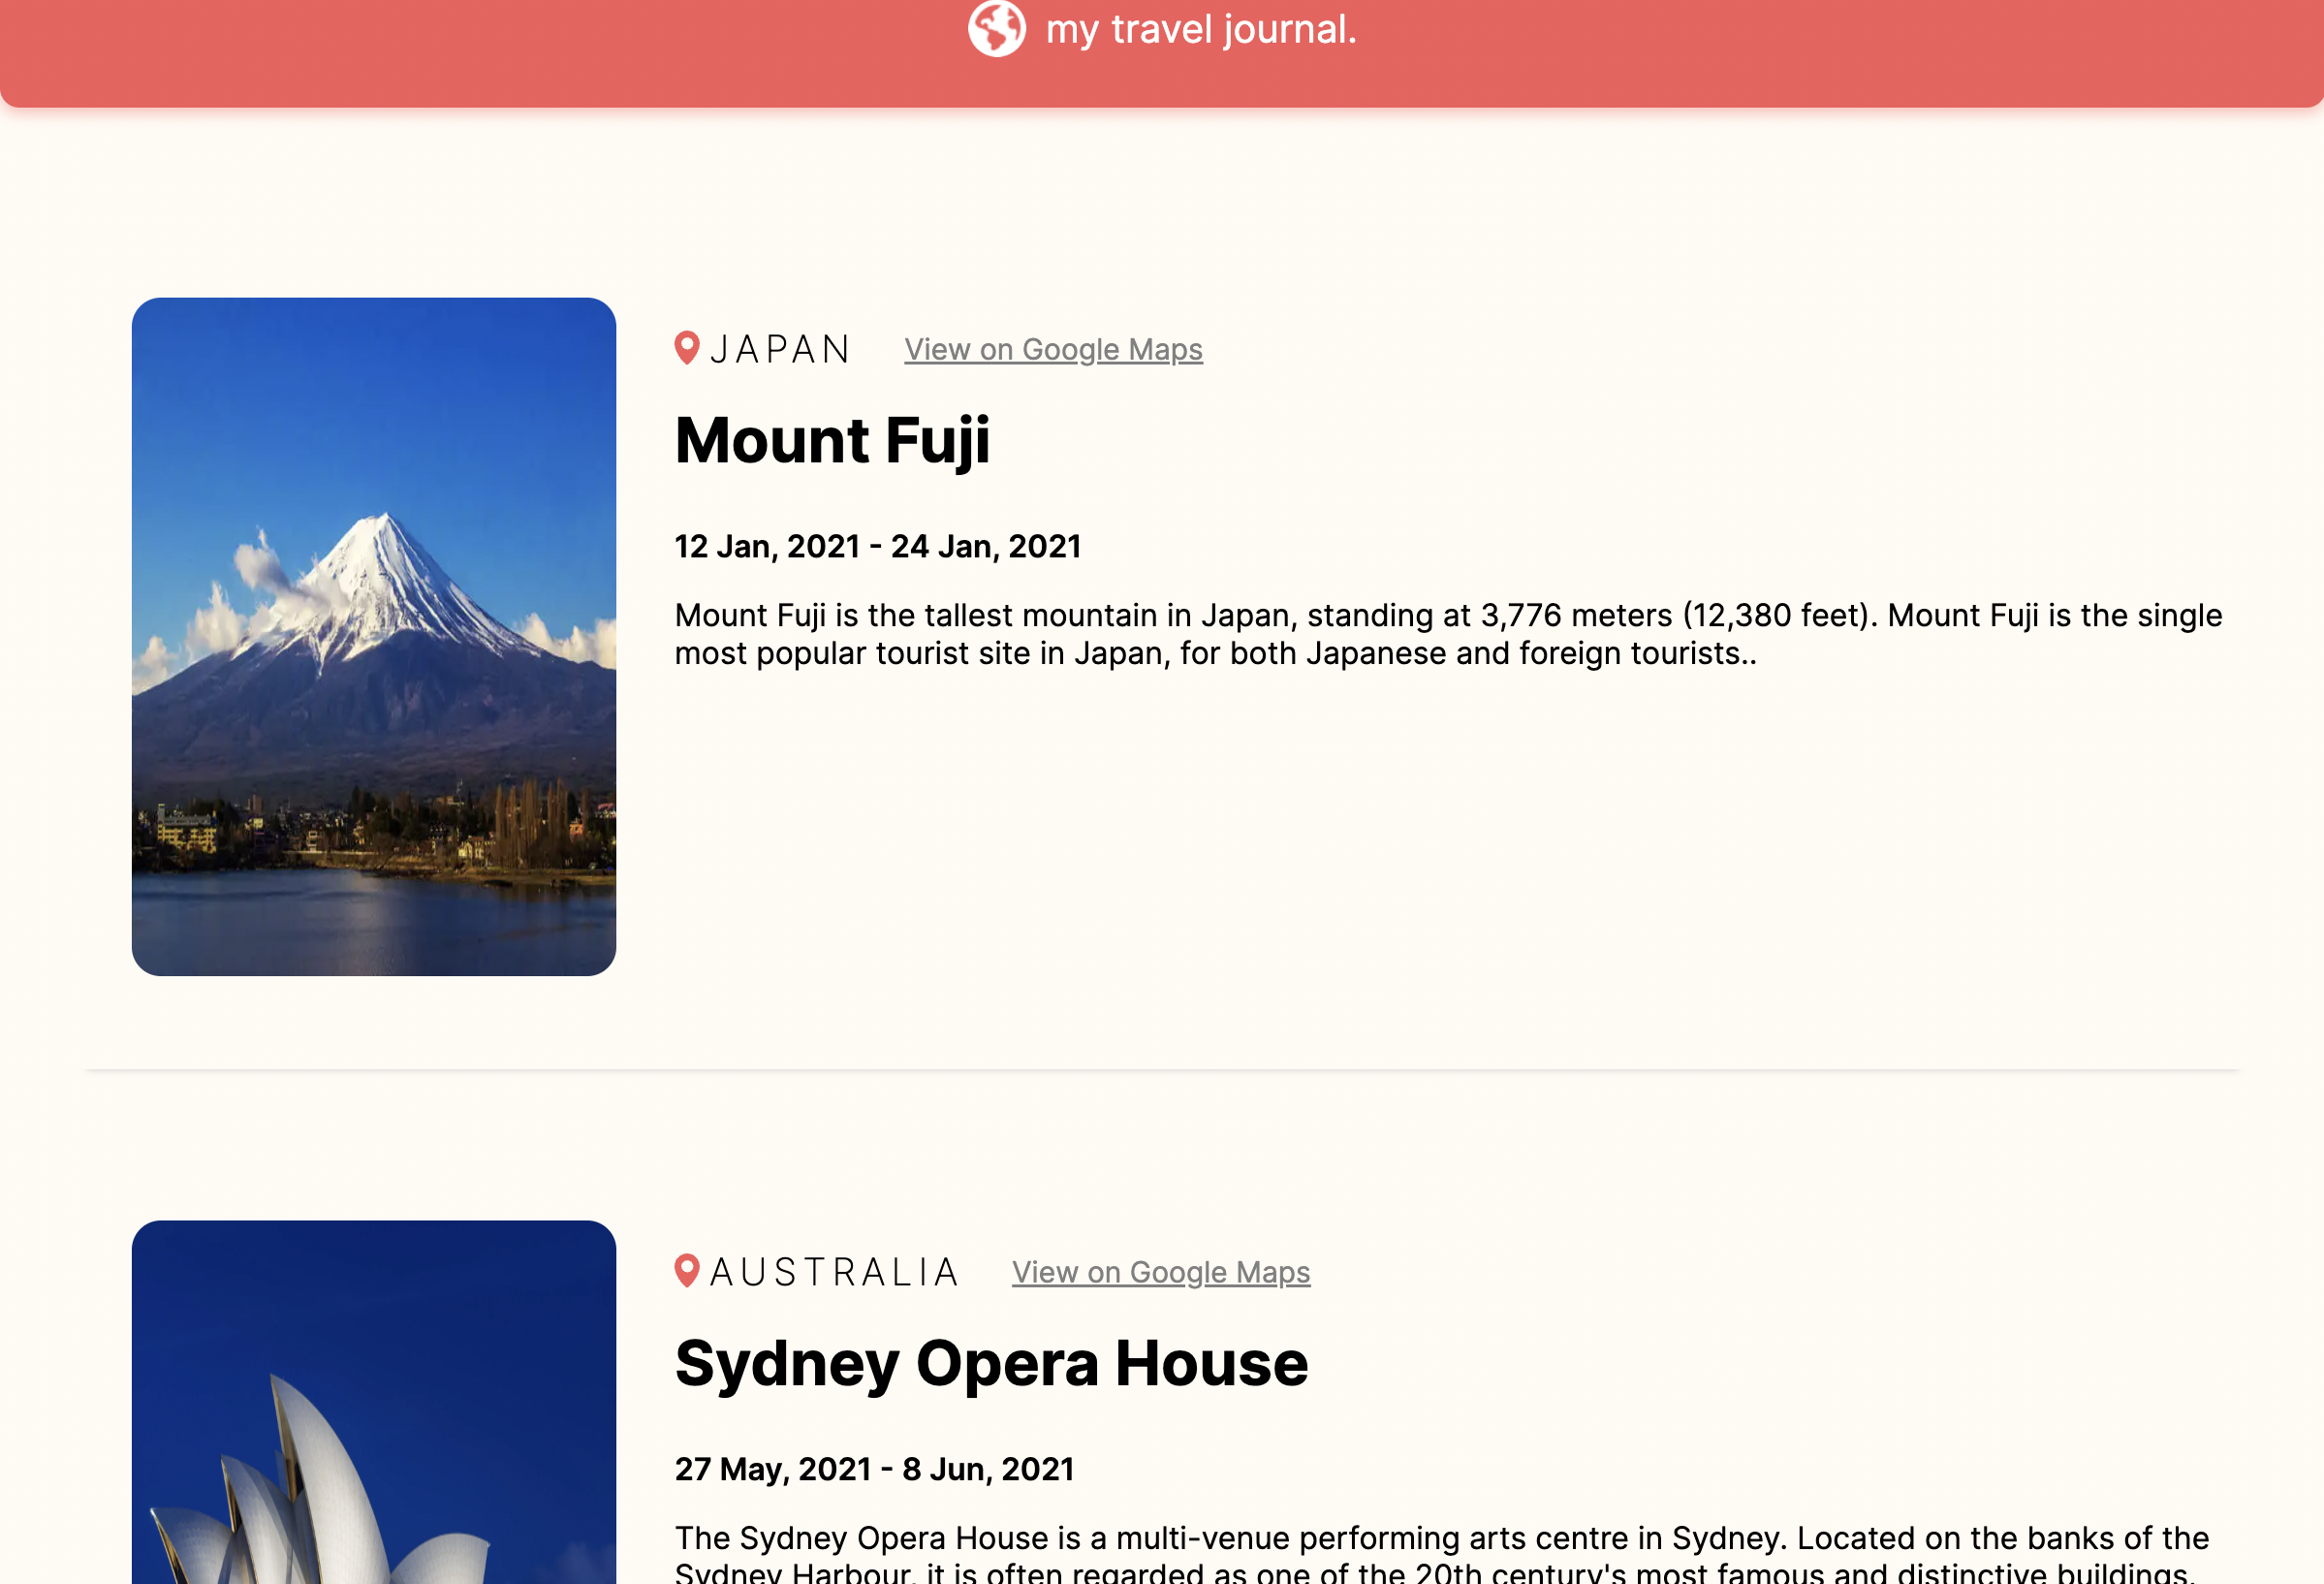 my travel journal.
JAPAN View on Google Maps
Mount Fuji
12 Jan, 2021 - 24 Jan, 2021
Mount Fuji is the tallest mountain in Japan, standing at 3,776 meters (12,380 feet). Mount Fuji is the single
most popular tourist site in Japan, for both Japanese and foreign tourists..
AUSTRALIA View on Google Maps
Sydney Opera House
27 May, 2021 - 8 Jun, 2021
The Sydney Opera House is a multi-venue performing arts centre in Sydney. Located on the banks of the
Sydney Harbour, it is often regarded as one of the 20th century's most famous and distinctive buildings.